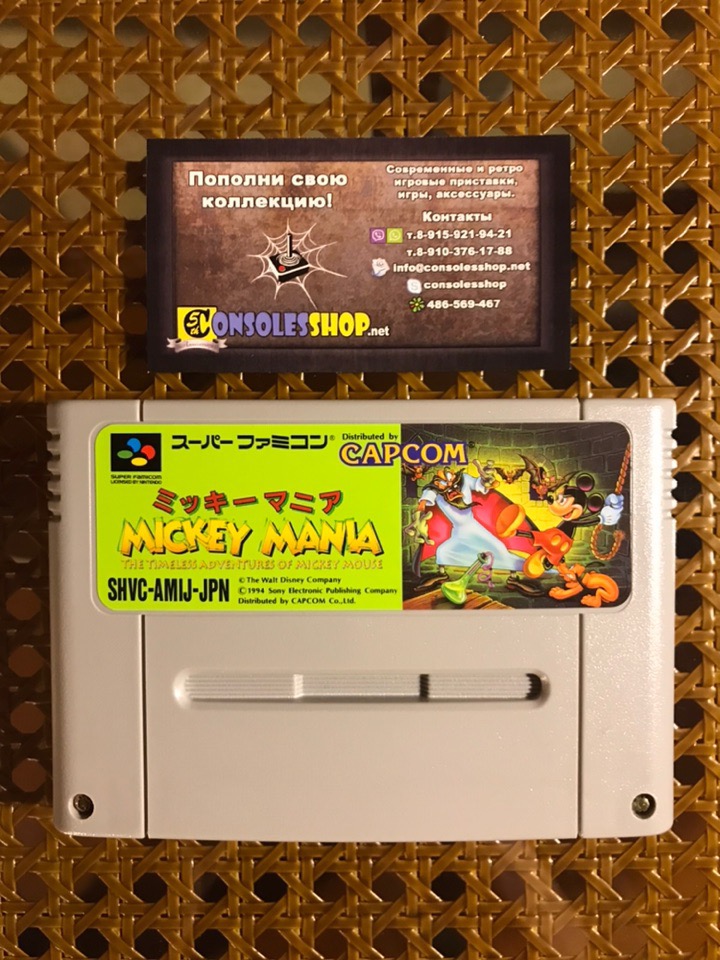 Пополни свою
коллекцию!
Современные и ретро
игровые приставки,
игры, аксессуары.
Контакты
т.8-915-921-94-21
т.8-910-376-17-88
info@consolesshop.net
consolesshop
486-569-467
CONSOLESSHOP.net
SUPER FAMICOM
LICENSED BY NINTENDO
スーパーファミコン®
Distributed by
CAPCOM
ミッキーマニア
MICKEY MANIA
THE TIMELESS ADVENTURES OF MICKEY MOUSE
SHVC-AMIJ-JPN
© The Walt Disney Company
© 1994 Sony Electronic Publishing Company
Distributed by CAPCOM Co., Ltd.